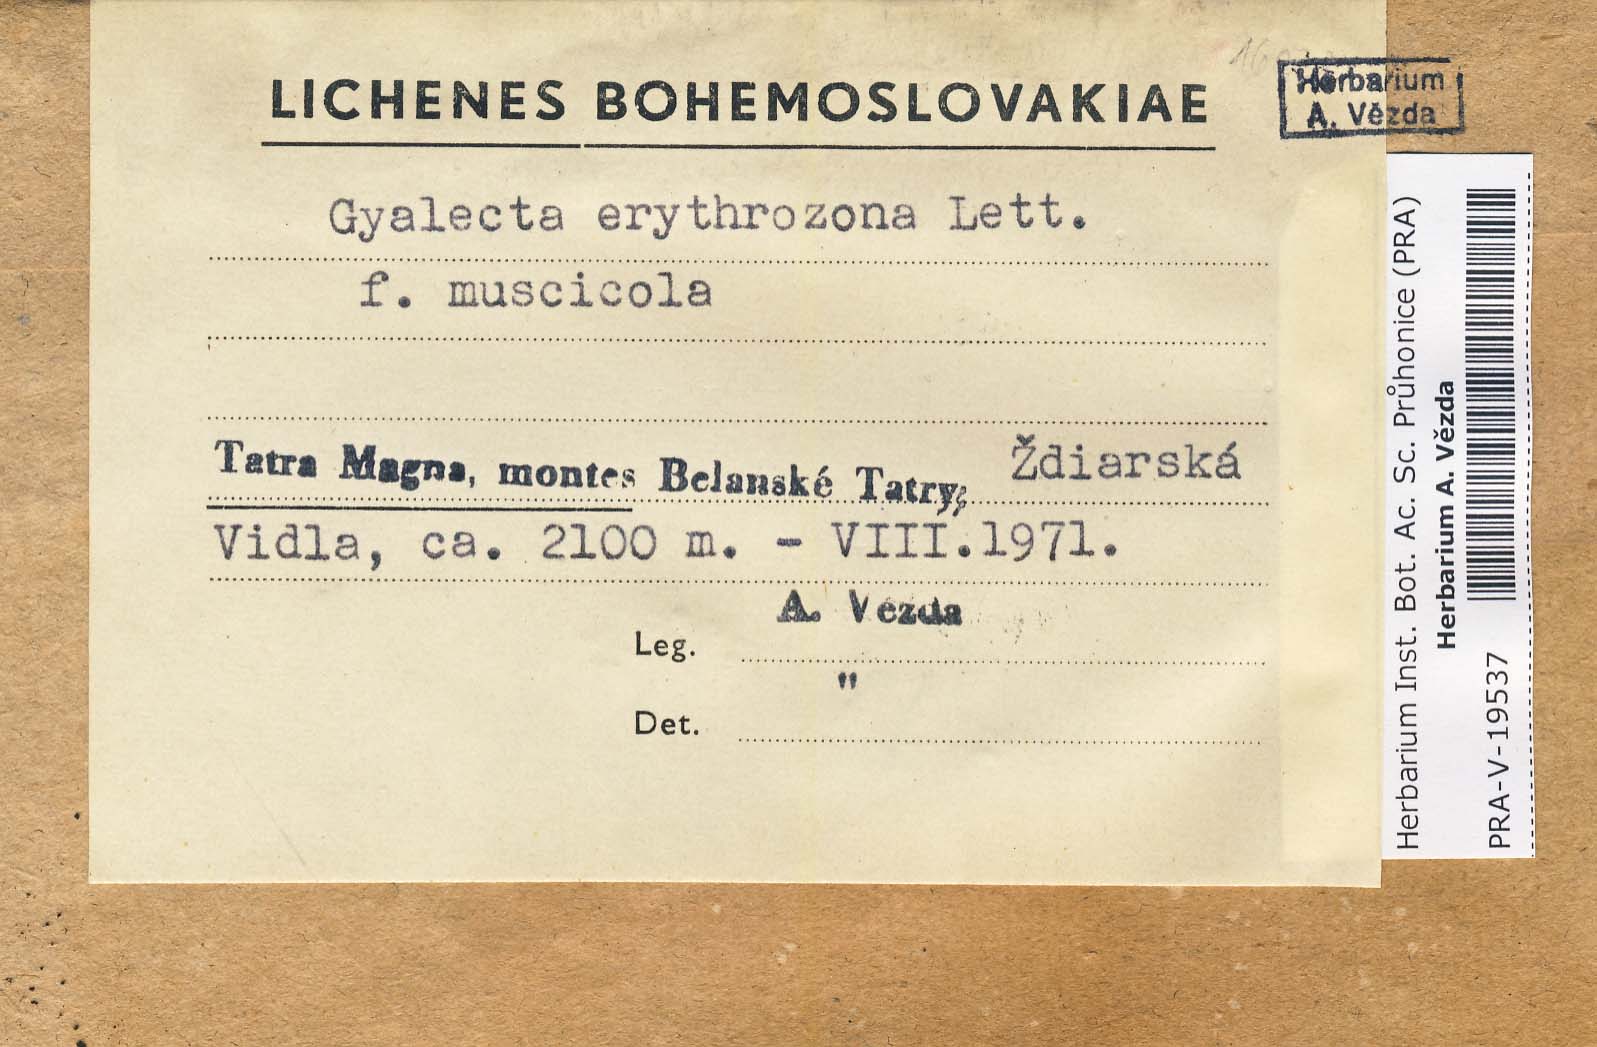 LICHENES BOHEMOSLOVAKIAE
Herbarium
A. Vězda
Gyalecta erythrozona Lett.
f. muscicola
Tatra Magna, montes Belanské Tatry, Ždiarská
Vidla, ca. 2100 m. - VIII.1971.
A. Vězda
Leg.
"
Det.
Herbarium Inst. Bot. Ac. Sc. Průhonice (PRA)
Herbarium A. Vězda
PRA-V-19537